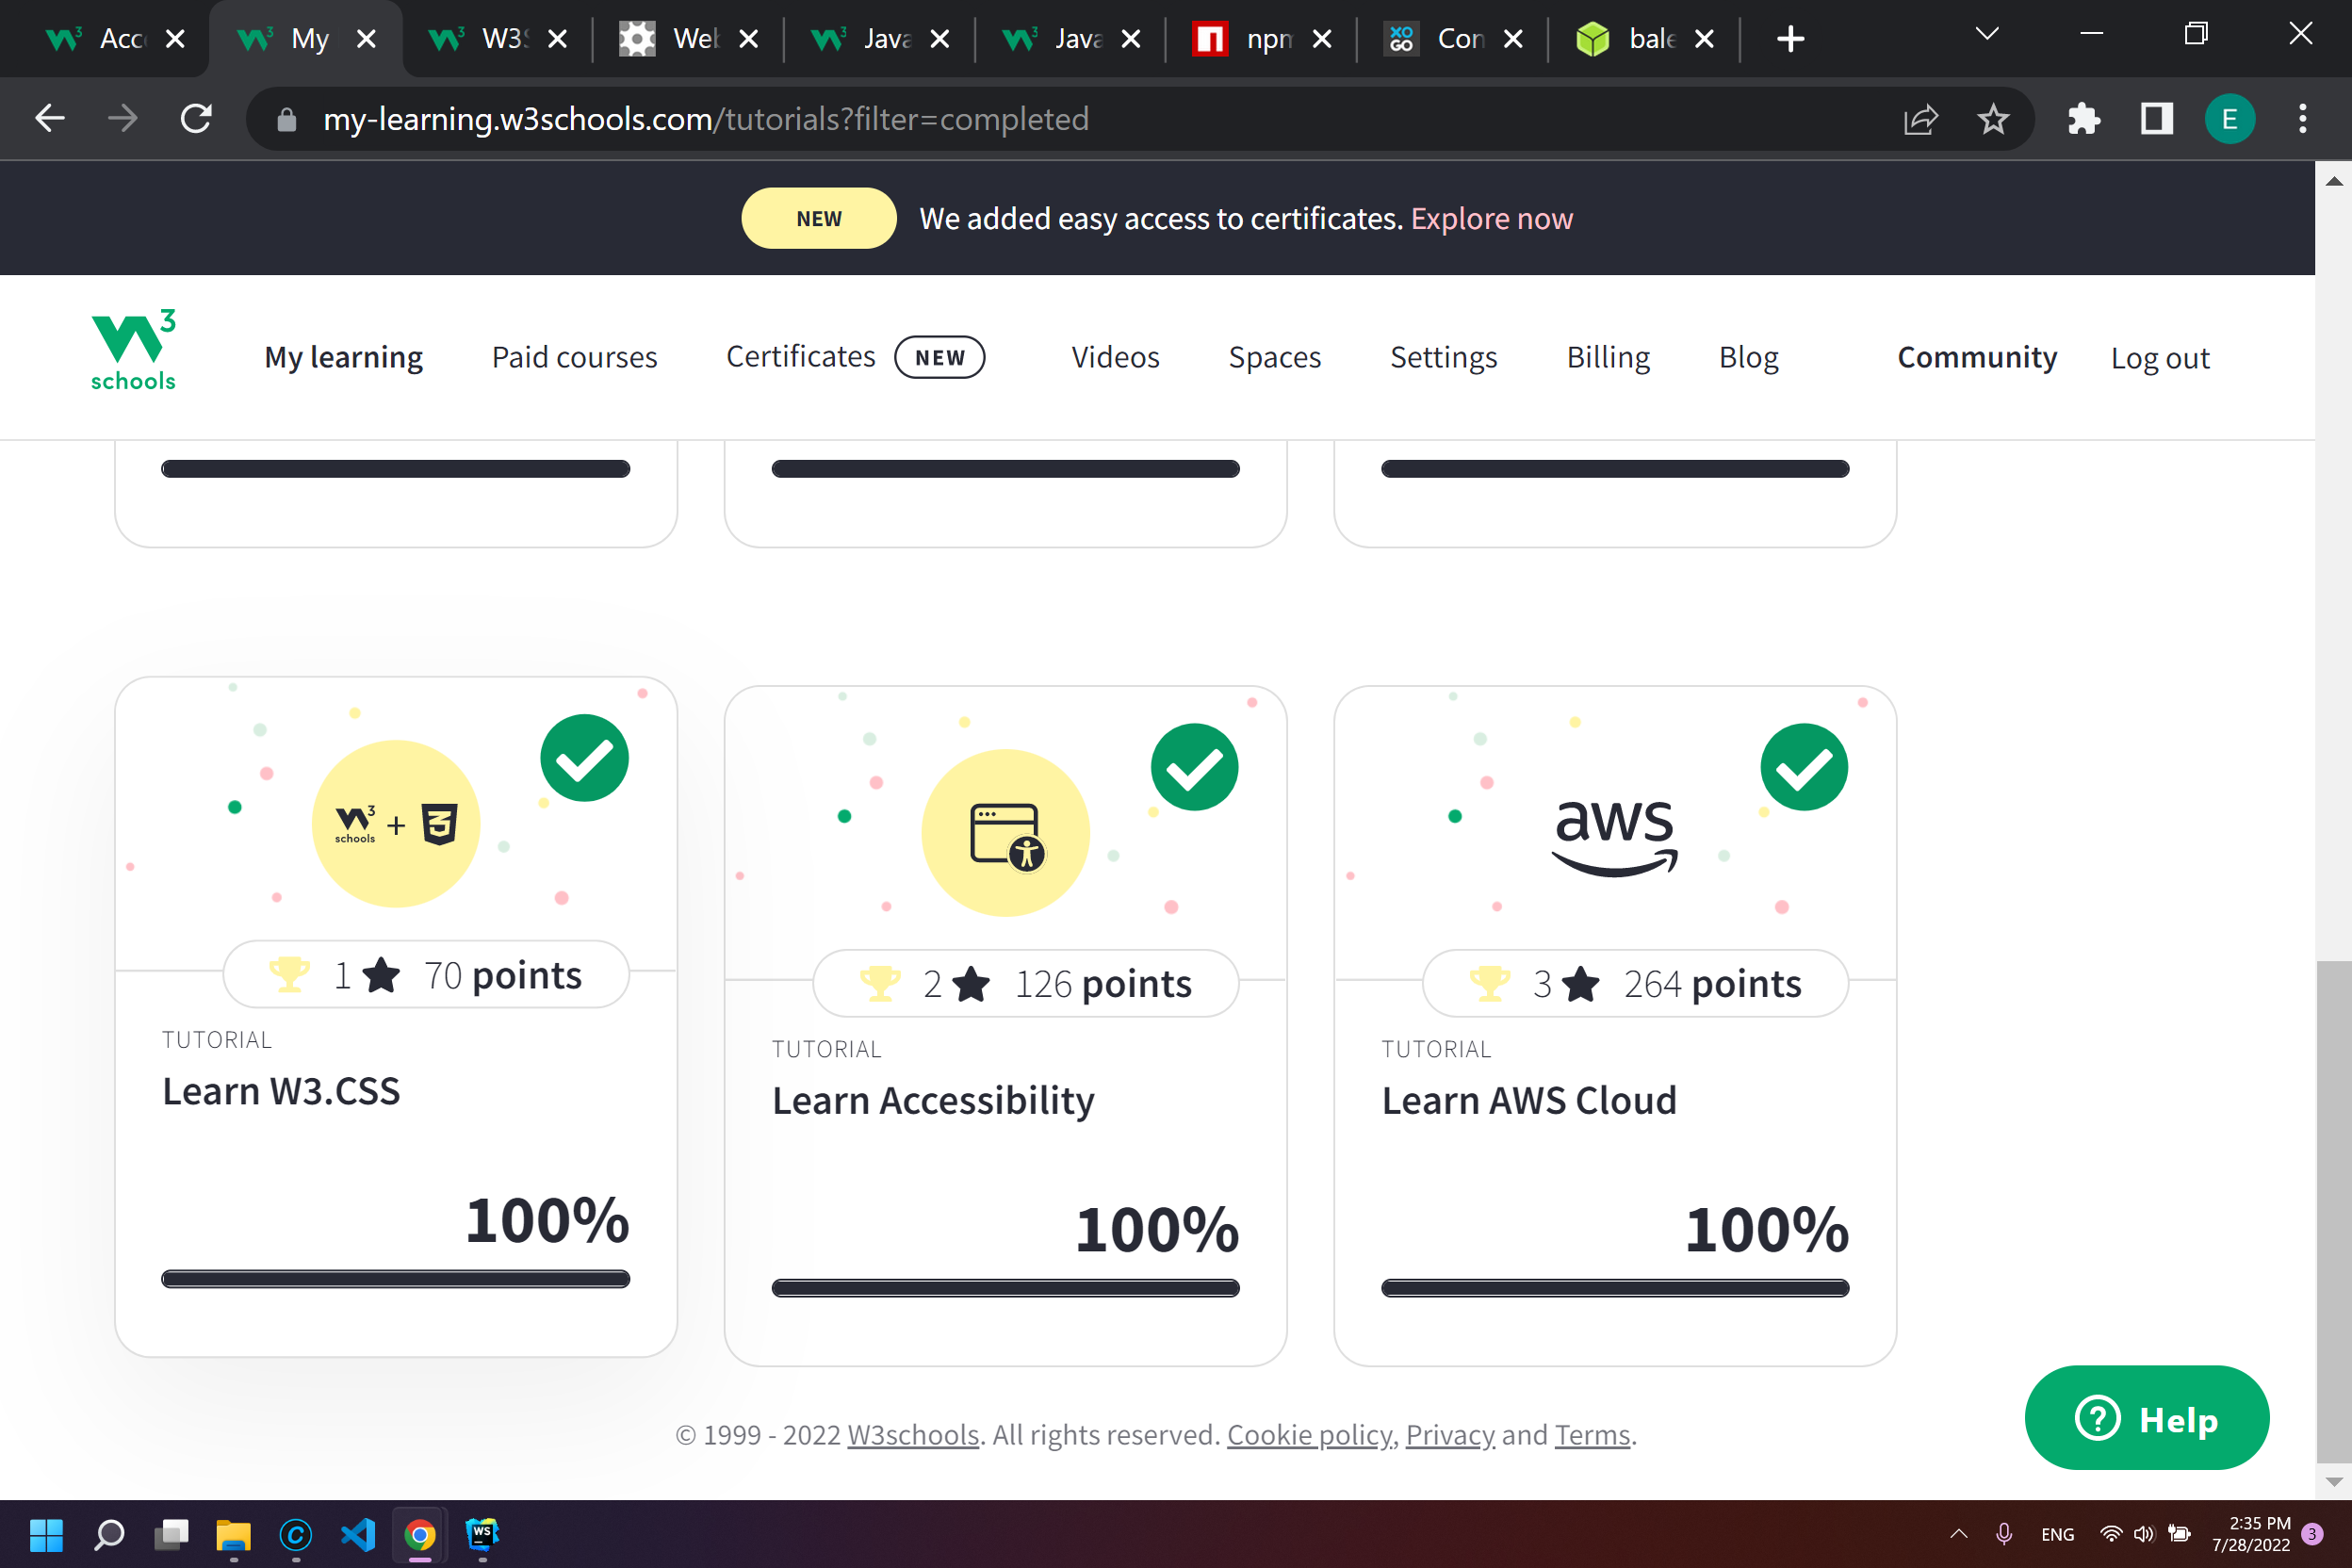 Acc
My
W3S
Web
Java
Java
npm
Con
bale
my-learning.w3schools.com/tutorials?filter=completed
E
NEW We added easy access to certificates. Explore now
W3 schools
My learning Paid courses Certificates NEW Videos Spaces Settings Billing Blog Community Log out
W3 schools + 3
aws
1 70 points
2 126 points
3 264 points
TUTORIAL
Learn W3.CSS
100%
TUTORIAL
Learn Accessibility
100%
TUTORIAL
Learn AWS Cloud
100%
? Help
© 1999 - 2022 W3schools. All rights reserved. Cookie policy, Privacy and Terms.
C
WS
ENG
2:35 PM
7/28/2022
3